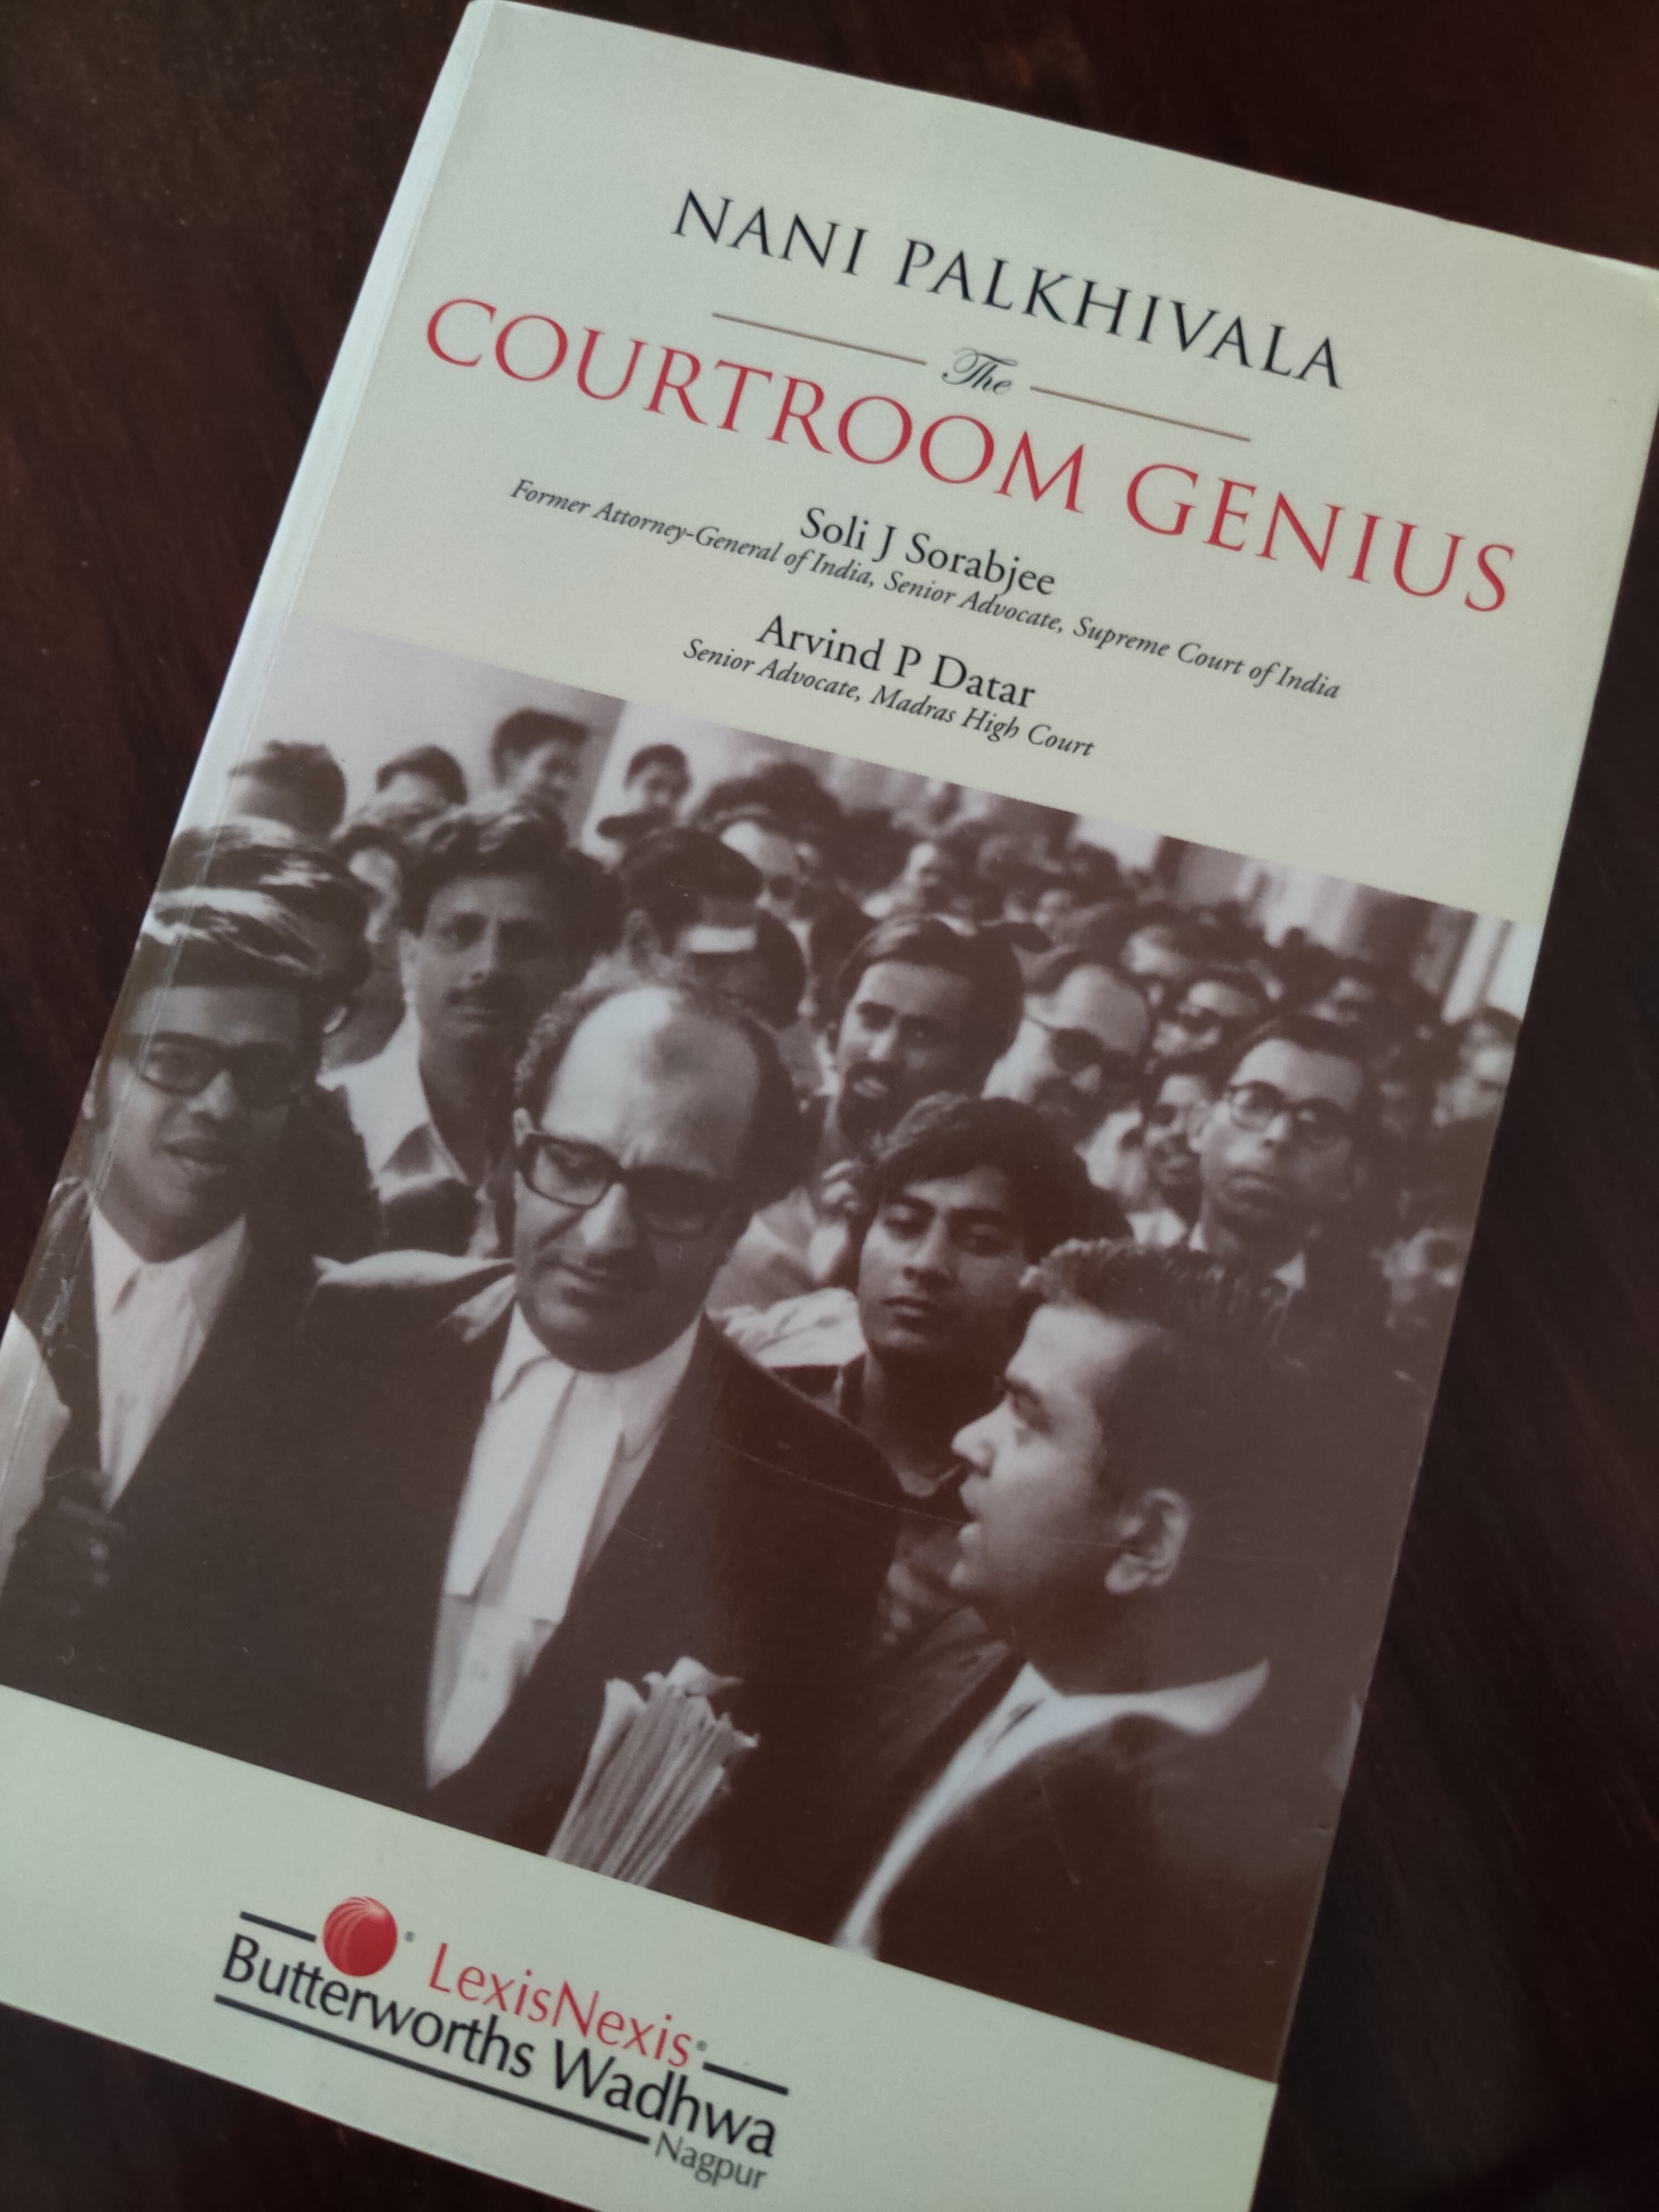 NANI PALKHIVALA
The
COURTROOM GENIUS
Soli J Sorabjee
Former Attorney-General of India, Senior Advocate, Supreme Court of India
Arvind P Datar
Senior Advocate, Madras High Court
® LexisNexis®
Butterworths Wadhwa
Nagpur